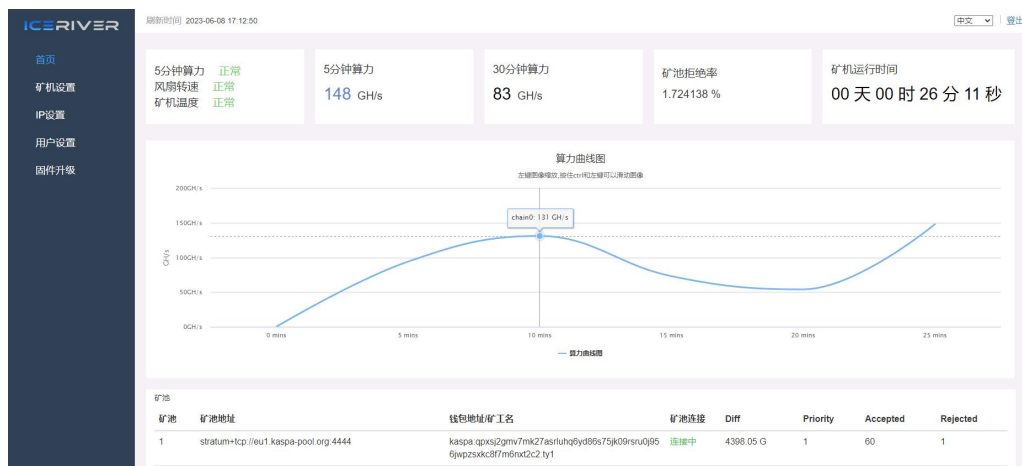 ICERIVER
刷新时间 2023-06-08 17:12:50
中文
登出
首页
矿机设置
IP设置
用户设置
固件升级
5分钟算力 正常
风扇转速 正常
矿机温度 正常
5分钟算力
148 GH/s
30分钟算力
83 GH/s
矿池拒绝率
1.724138 %
矿机运行时间
00 天 00 时 26 分 11 秒
算力曲线图
左键图像缩放,按住ctrl和左键可以滑动图像
200GH/s
150GH/s
100GH/s
50GH/s
0GH/s
GH/s
chain0: 131 GH/s
0 mins 5 mins 10 mins 15 mins 20 mins 25 mins
算力曲线图
矿池
矿池 矿池地址 钱包地址/矿工名 矿池连接 Diff Priority Accepted Rejected
1 stratum+tcp://eu1.kaspa-pool.org:4444 kaspa:qpxsj2gmv7mk27asrluhq6yd86s75jk09rsru0j95 连接中 4398.05 G 1 60 1
6jwpzsxkc8f7m6nxt2c2.ty1